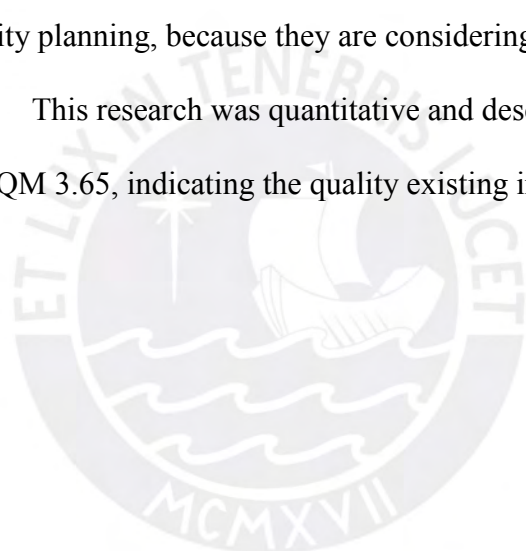 ity planning, because they are considering
This research was quantitative and des
QM 3.65, indicating the quality existing i
ET LUX IN TENEBRIS LUCET
MCMXVII